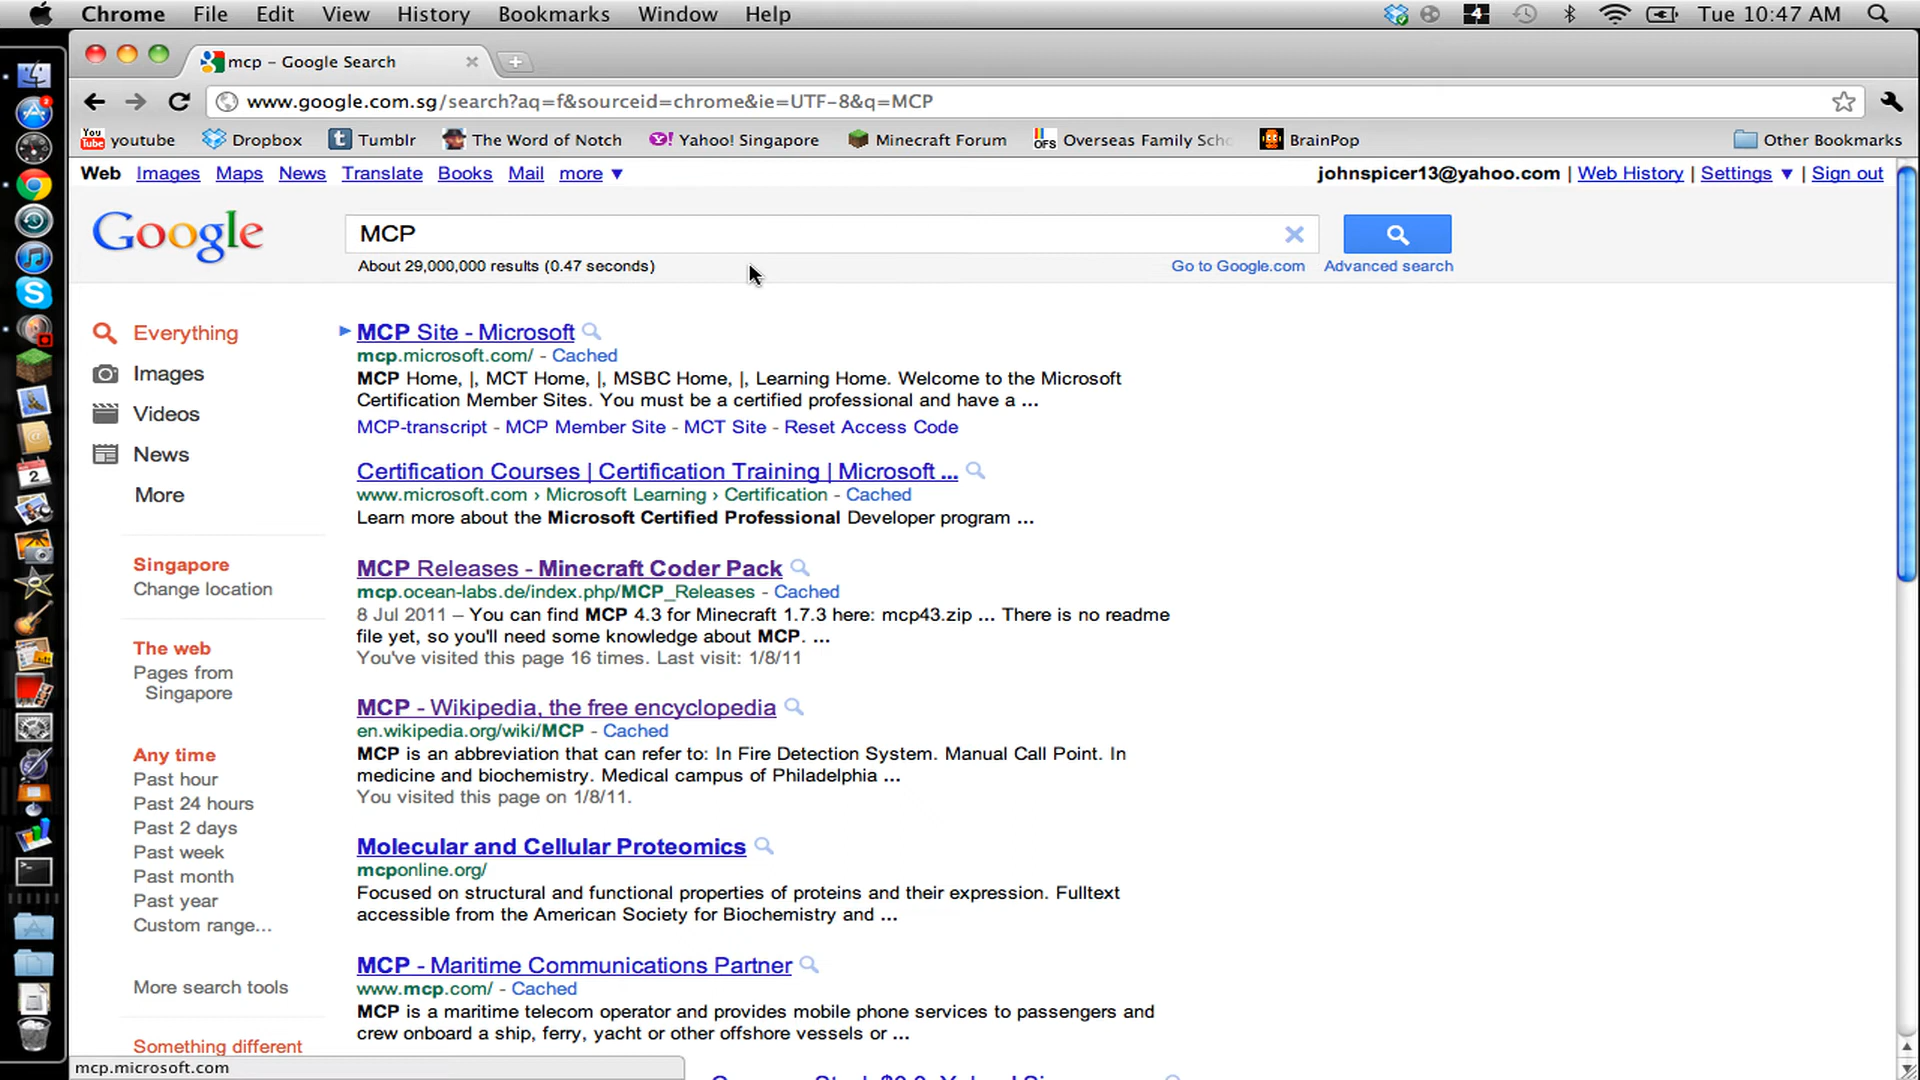 Chrome File Edit View History Bookmarks Window Help 4 Tue 10:47 AM
mcp – Google Search
www.google.com.sg/search?aq=f&sourceid=chrome&ie=UTF-8&q=MCP
You Tube youtube Dropbox t Tumblr The Word of Notch Y! Yahoo! Singapore Minecraft Forum OFS Overseas Family Scho BrainPop Other Bookmarks
Web Images Maps News Translate Books Mail more ▼ johnspicer13@yahoo.com | Web History | Settings ▼ | Sign out
Google MCP
About 29,000,000 results (0.47 seconds) Go to Google.com Advanced search
Everything
Images
Videos
News
More
Singapore
Change location
The web
Pages from
Singapore
Any time
Past hour
Past 24 hours
Past 2 days
Past week
Past month
Past year
Custom range...
More search tools
Something different
MCP Site - Microsoft
mcp.microsoft.com/ - Cached
MCP Home, |, MCT Home, |, MSBC Home, |, Learning Home. Welcome to the Microsoft
Certification Member Sites. You must be a certified professional and have a ...
MCP-transcript - MCP Member Site - MCT Site - Reset Access Code
Certification Courses | Certification Training | Microsoft ...
www.microsoft.com › Microsoft Learning › Certification - Cached
Learn more about the Microsoft Certified Professional Developer program ...
MCP Releases - Minecraft Coder Pack
mcp.ocean-labs.de/index.php/MCP_Releases - Cached
8 Jul 2011 – You can find MCP 4.3 for Minecraft 1.7.3 here: mcp43.zip ... There is no readme
file yet, so you'll need some knowledge about MCP. ...
You've visited this page 16 times. Last visit: 1/8/11
MCP - Wikipedia, the free encyclopedia
en.wikipedia.org/wiki/MCP - Cached
MCP is an abbreviation that can refer to: In Fire Detection System. Manual Call Point. In
medicine and biochemistry. Medical campus of Philadelphia ...
You visited this page on 1/8/11.
Molecular and Cellular Proteomics
mcponline.org/
Focused on structural and functional properties of proteins and their expression. Fulltext
accessible from the American Society for Biochemistry and ...
MCP - Maritime Communications Partner
www.mcp.com/ - Cached
MCP is a maritime telecom operator and provides mobile phone services to passengers and
crew onboard a ship, ferry, yacht or other offshore vessels or ...
mcp.microsoft.com